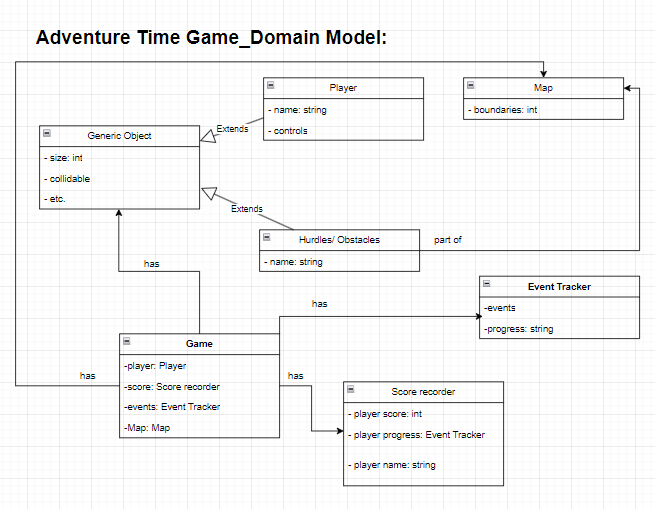 Adventure Time Game_Domain Model:
Player
- name: string
- controls
Map
- boundaries: int
Generic Object
- size: int
- collidable
- etc.
Extends
Extends
Hurdles/ Obstacles
- name: string
part of
has
Event Tracker
-events
-progress: string
has
Game
-player: Player
-score: Score recorder
-events: Event Tracker
-Map: Map
has
has
Score recorder
- player score: int
- player progress: Event Tracker
- player name: string